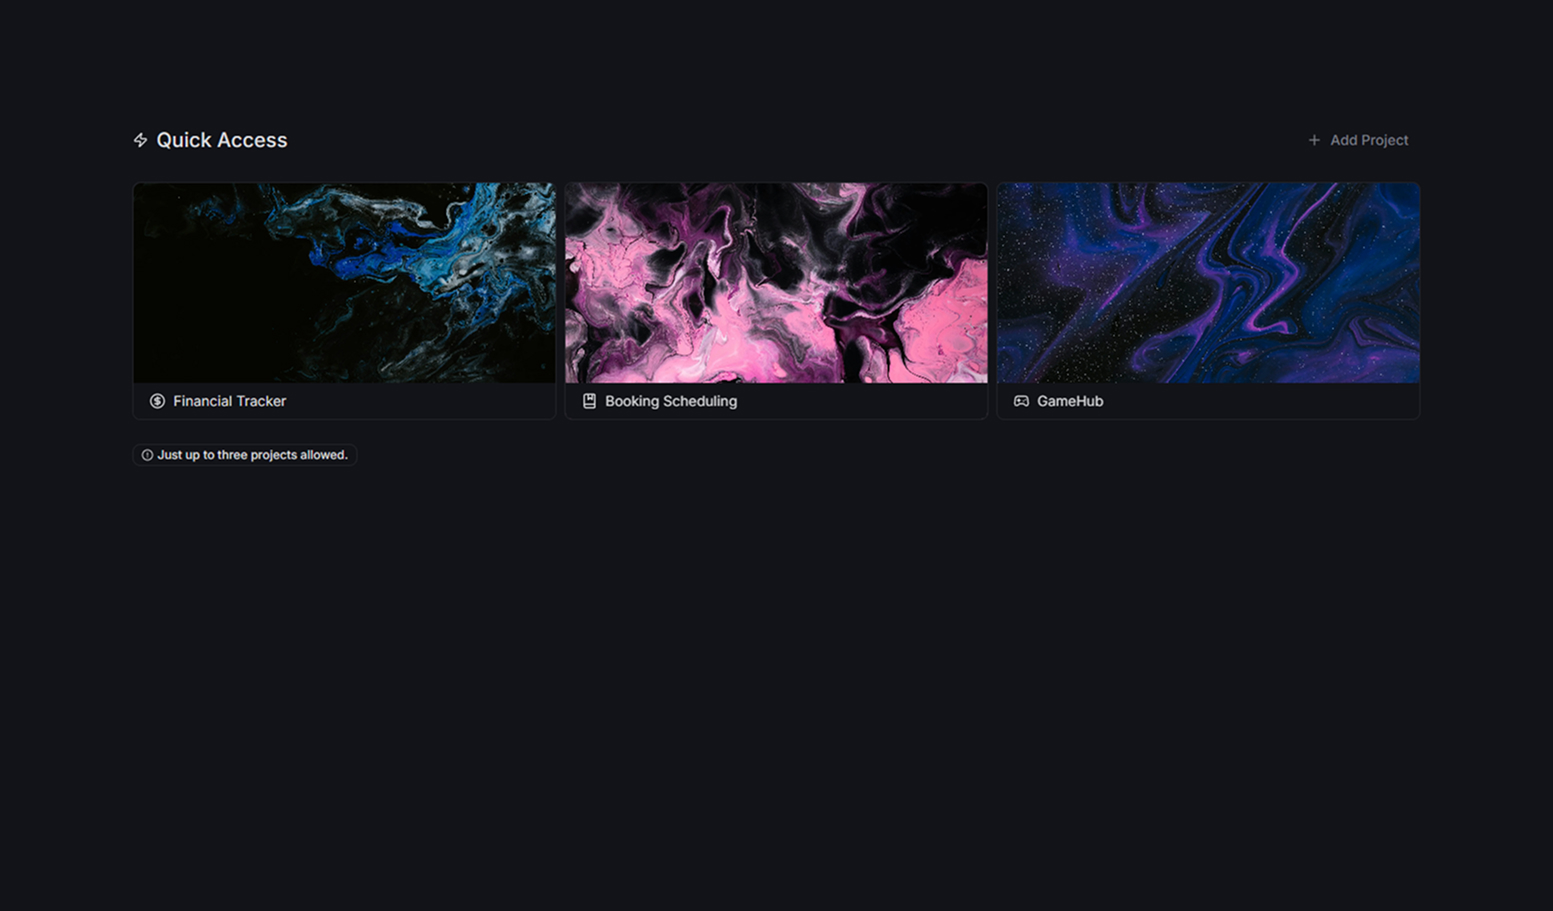 Quick Access
Add Project
Financial Tracker
Booking Scheduling
GameHub
Just up to three projects allowed.